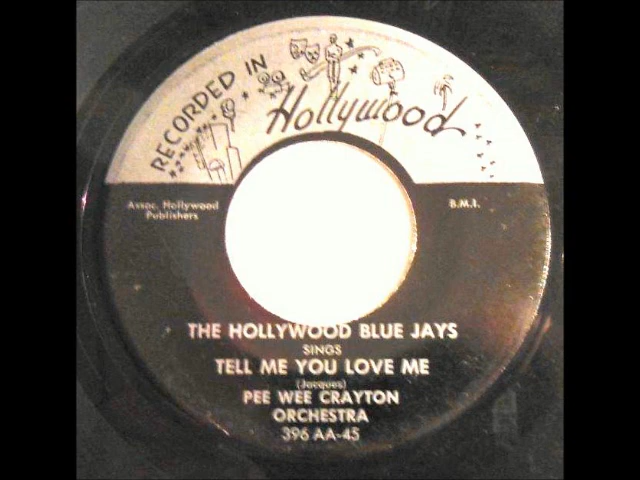 RECORDED IN
Hollywood
Assoc. Hollywood
Publishers
B.M.I.
THE HOLLYWOOD BLUE JAYS
SINGS
TELL ME YOU LOVE ME
(Jacques)
PEE WEE CRAYTON
ORCHESTRA
396 AA-45